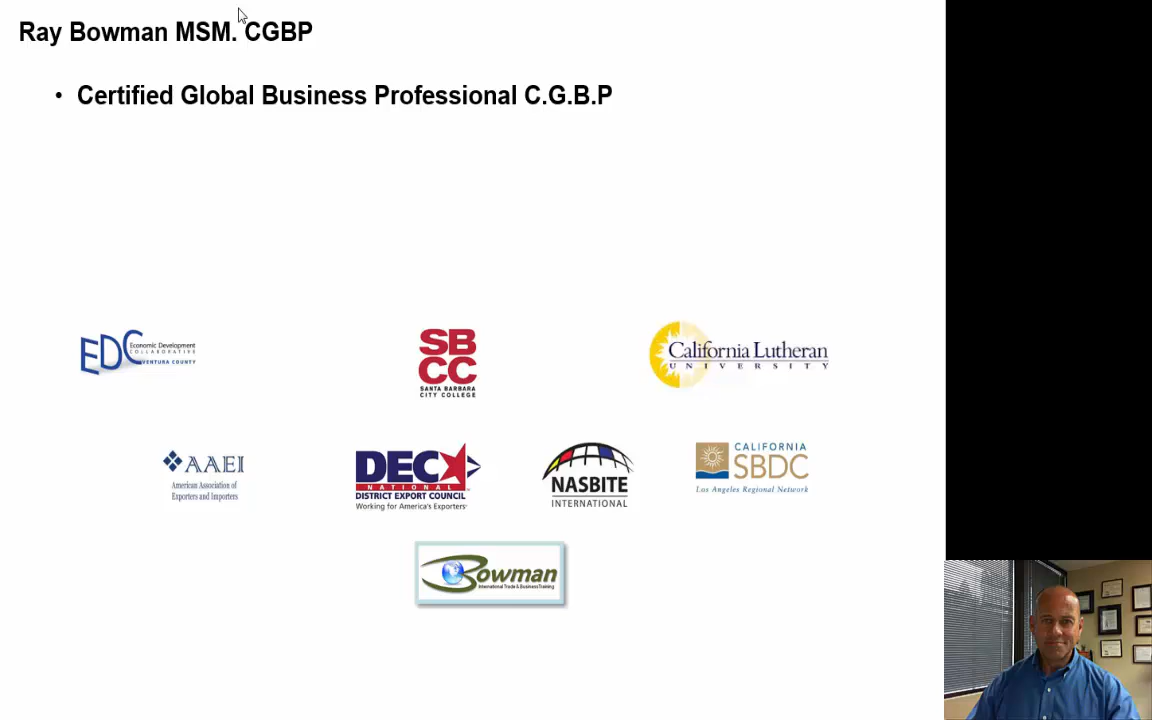 Ray Bowman MSM. CGBP
• Certified Global Business Professional C.G.B.P
EDC Economic Development
COLLABORATIVE
VENTURA COUNTY
SB
CC
SANTA BARBARA
CITY COLLEGE
California Lutheran
UNIVERSITY
AAEI
American Association of
Exporters and Importers
DEC
NATIONAL
DISTRICT EXPORT COUNCIL
Working for America's Exporters
NASBITE
INTERNATIONAL
CALIFORNIA
SBDC
Los Angeles Regional Network
Bowman
International Trade & Business Training